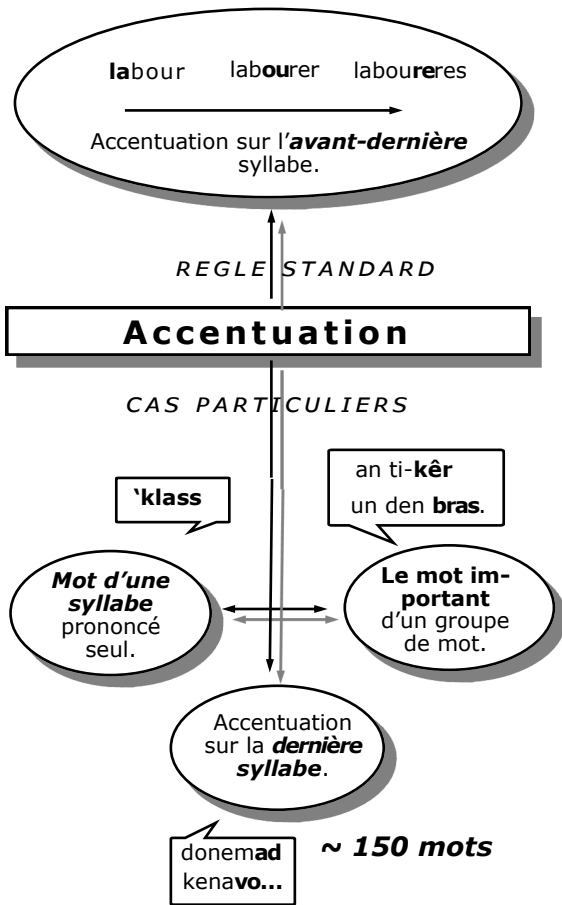 labour labourer laboureres
Accentuation sur l'avant-dernière
syllabe.
REGLE STANDARD
Accentuation
CAS PARTICULIERS
‘klass
an ti-kêr
un den bras.
Mot d'une
syllabe
prononcé
seul.
Le mot im-
portant
d'un groupe
de mot.
Accentuation
sur la dernière
syllabe.
donemad
kenavo...
~ 150 mots